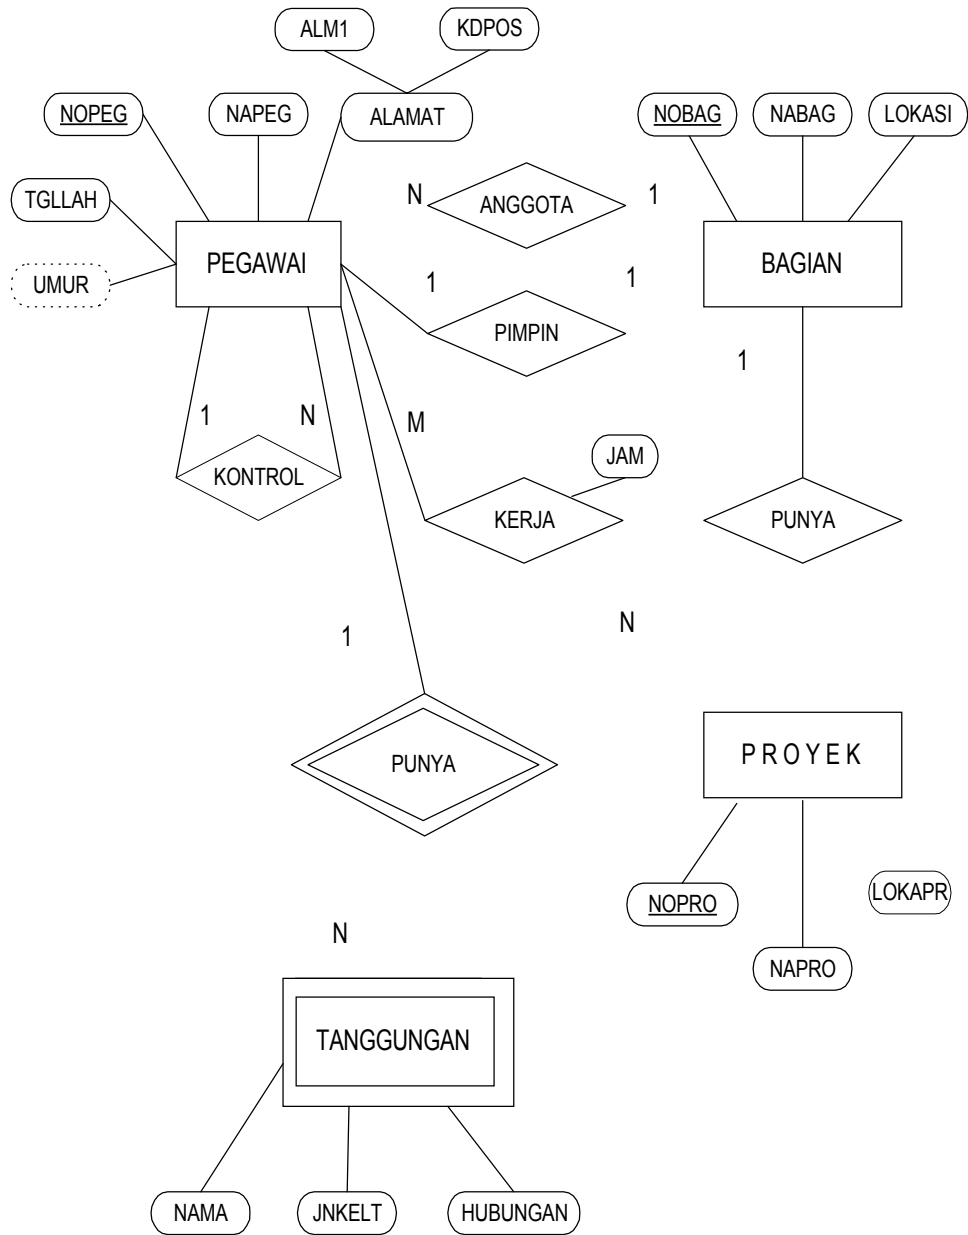 ALM1
KDPOS
NOPEG
NAPEG
ALAMAT
NOBAG
NABAG
LOKASI
TGLLAH
N
ANGGOTA
1
PEGAWAI
BAGIAN
UMUR
1
1
PIMPIN
1
1
N
M
KONTROL
JAM
KERJA
PUNYA
1
N
PUNYA
PROYEK
NOPRO
LOKAPR
N
NAPRO
TANGGUNGAN
NAMA
JNKELT
HUBUNGAN